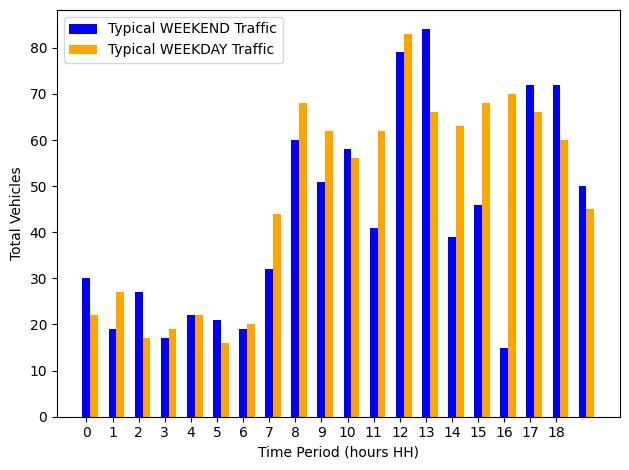 Typical WEEKEND Traffic
Typical WEEKDAY Traffic
80
70
60
50
40
30
20
10
0
Total Vehicles
0 1 2 3 4 5 6 7 8 9 10 11 12 13 14 15 16 17 18
Time Period (hours HH)